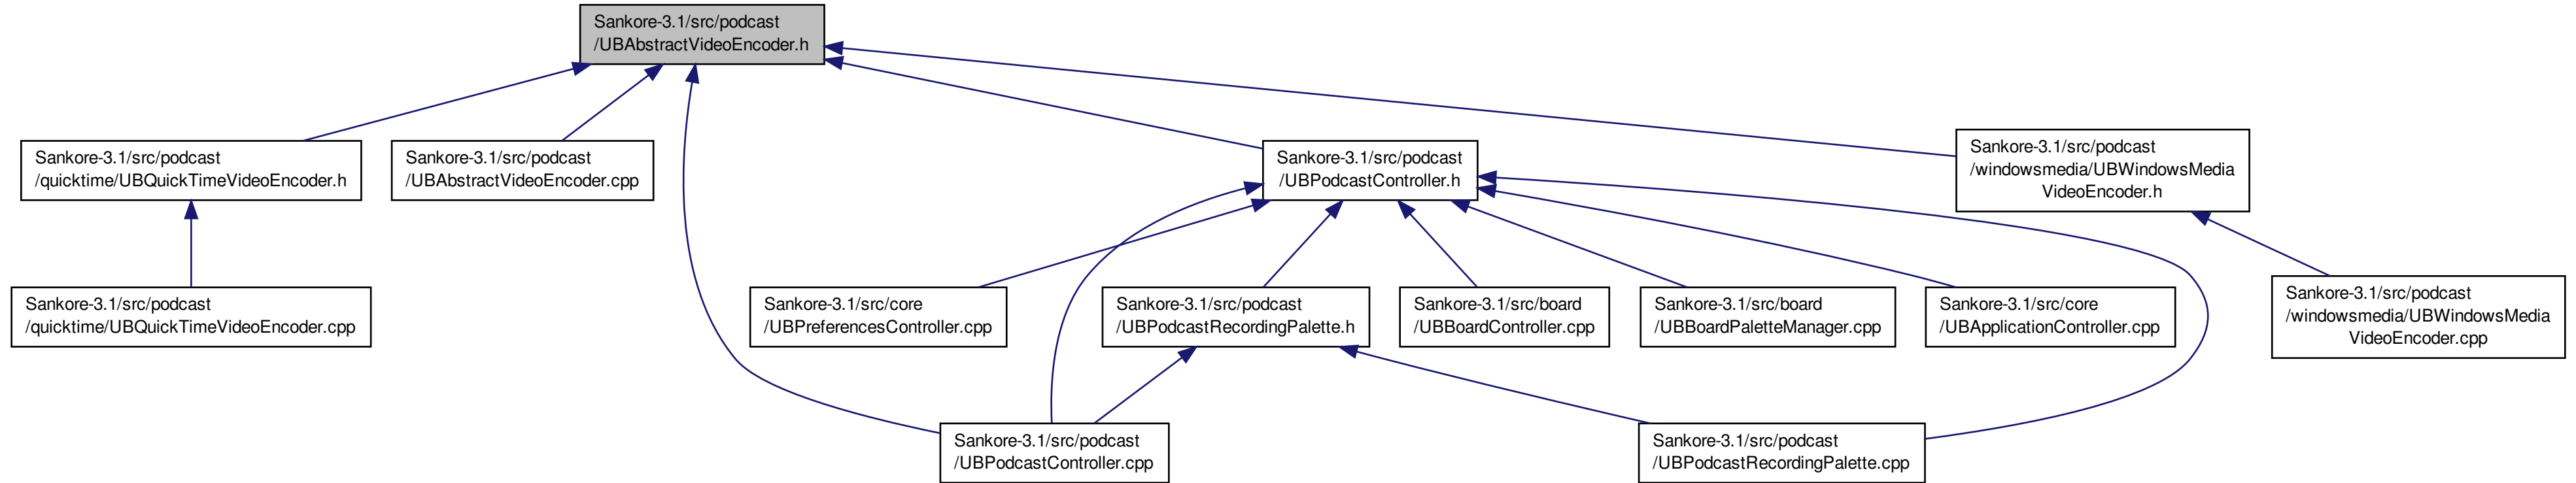 Sankore-3.1/src/podcast
/UBAbstractVideoEncoder.h
Sankore-3.1/src/podcast
/quicktime/UBQuickTimeVideoEncoder.h
Sankore-3.1/src/podcast
/UBAbstractVideoEncoder.cpp
Sankore-3.1/src/podcast
/UBPodcastController.h
Sankore-3.1/src/podcast
/windowsmedia/UBWindowsMedia
VideoEncoder.h
Sankore-3.1/src/podcast
/quicktime/UBQuickTimeVideoEncoder.cpp
Sankore-3.1/src/core
/UBPreferencesController.cpp
Sankore-3.1/src/podcast
/UBPodcastRecordingPalette.h
Sankore-3.1/src/board
/UBBoardController.cpp
Sankore-3.1/src/board
/UBBoardPaletteManager.cpp
Sankore-3.1/src/core
/UBApplicationController.cpp
Sankore-3.1/src/podcast
/windowsmedia/UBWindowsMedia
VideoEncoder.cpp
Sankore-3.1/src/podcast
/UBPodcastController.cpp
Sankore-3.1/src/podcast
/UBPodcastRecordingPalette.cpp